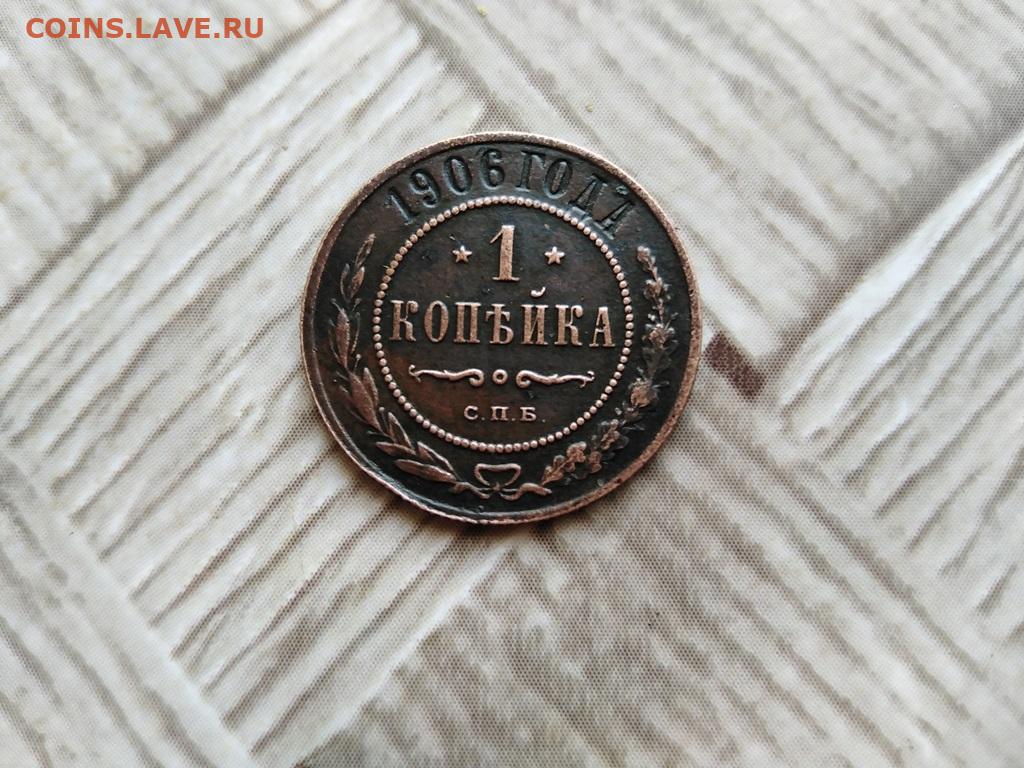 COINS.LAVE.RU
1906 ГОДА
1
КОПѢЙКА
С.П.Б.